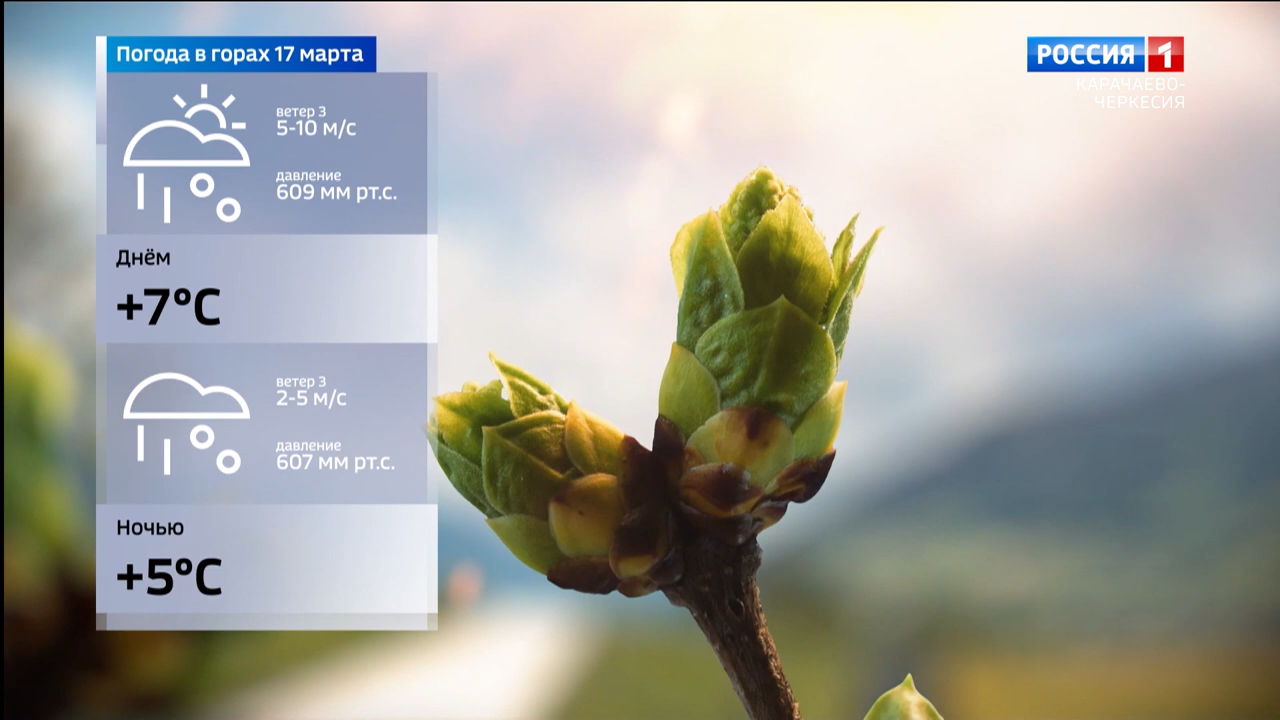 Погода в горах 17 марта
ветер З
5-10 м/с
давление
609 мм рт.с.
Днём
+7°C
ветер З
2-5 м/с
давление
607 мм рт.с.
Ночью
+5°C
РОССИЯ 1
КАРАЧАЕВО-
ЧЕРКЕСИЯ